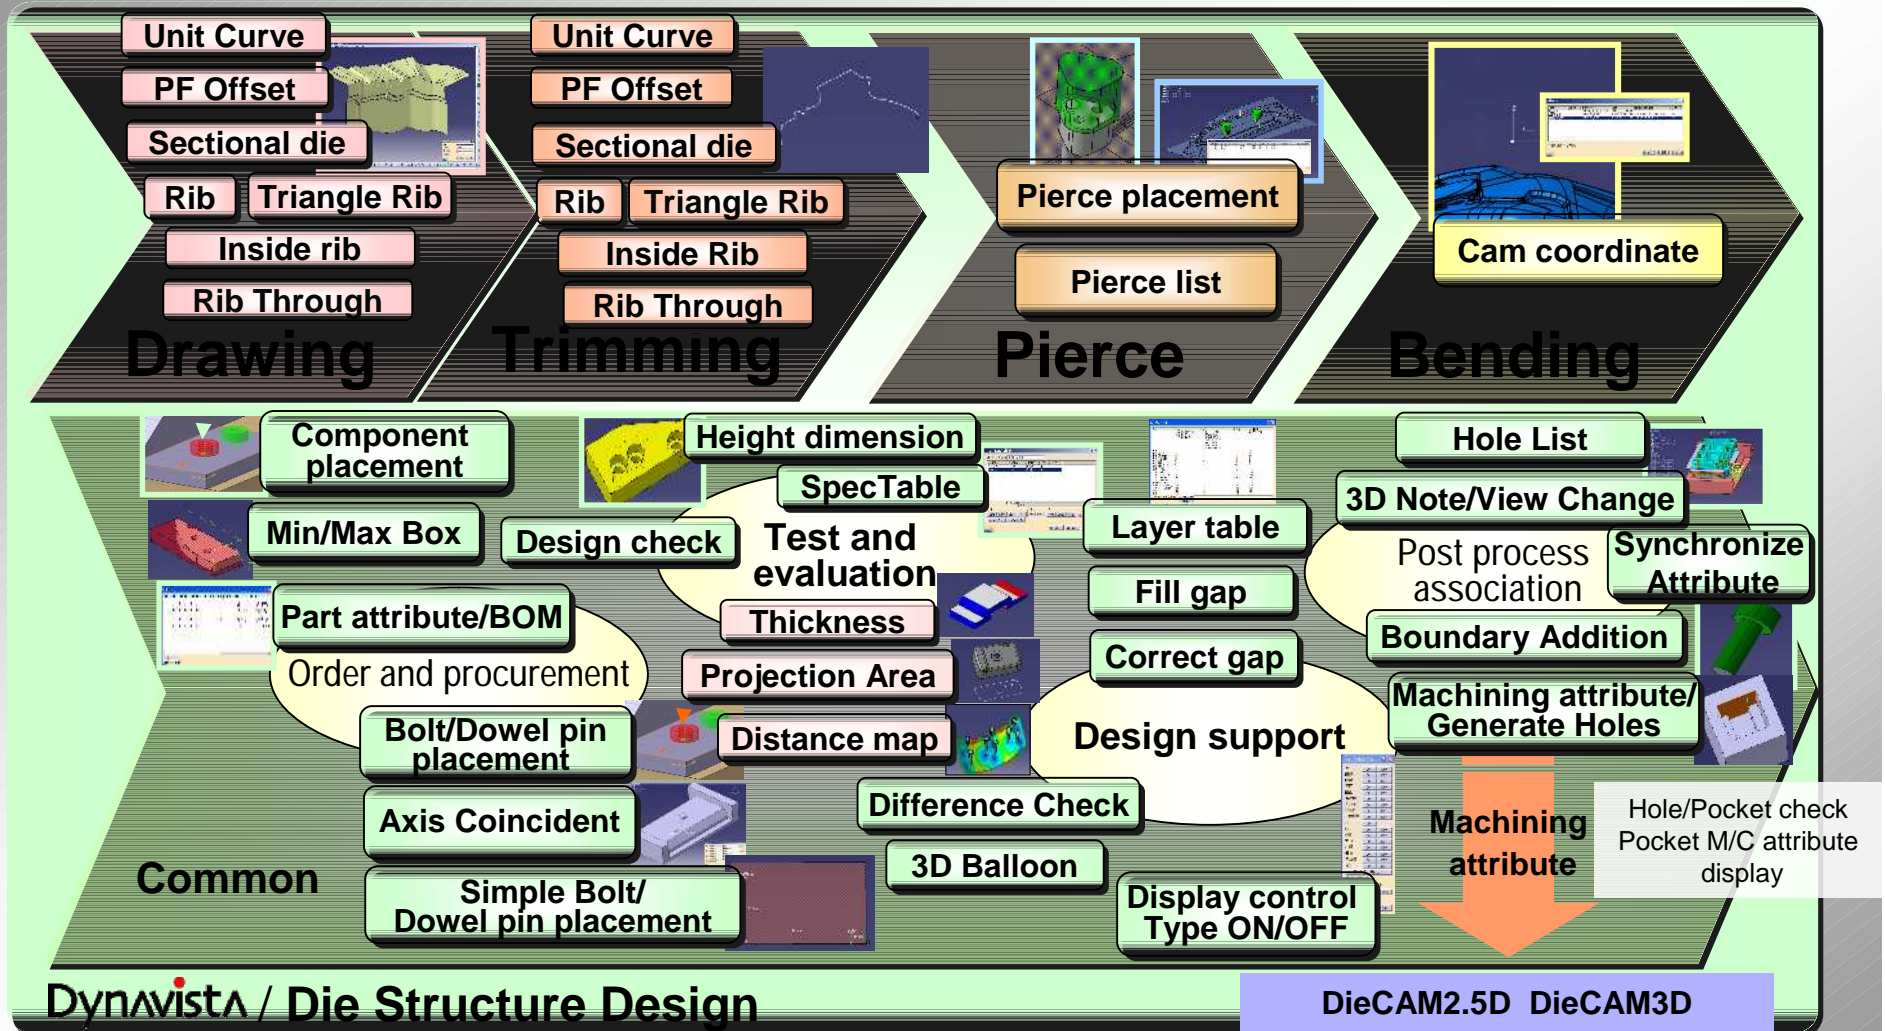 Unit Curve
PF Offset
Sectional die
Rib
Triangle Rib
Inside rib
Rib Through
Drawing
Unit Curve
PF Offset
Sectional die
Rib
Triangle Rib
Inside Rib
Rib Through
Trimming
Pierce placement
Pierce list
Pierce
Cam coordinate
Bending
Component
placement
Min/Max Box
Part attribute/BOM
Order and procurement
Bolt/Dowel pin
placement
Axis Coincident
Simple Bolt/
Dowel pin placement
Common
Height dimension
SpecTable
Design check
Test and
evaluation
Thickness
Projection Area
Distance map
Layer table
Fill gap
Correct gap
Design support
Difference Check
3D Balloon
Display control
Type ON/OFF
Hole List
3D Note/View Change
Post process
association
Synchronize
Attribute
Boundary Addition
Machining attribute/
Generate Holes
Machining
attribute
Hole/Pocket check
Pocket M/C attribute
display
Dynavista / Die Structure Design
DieCAM2.5D DieCAM3D